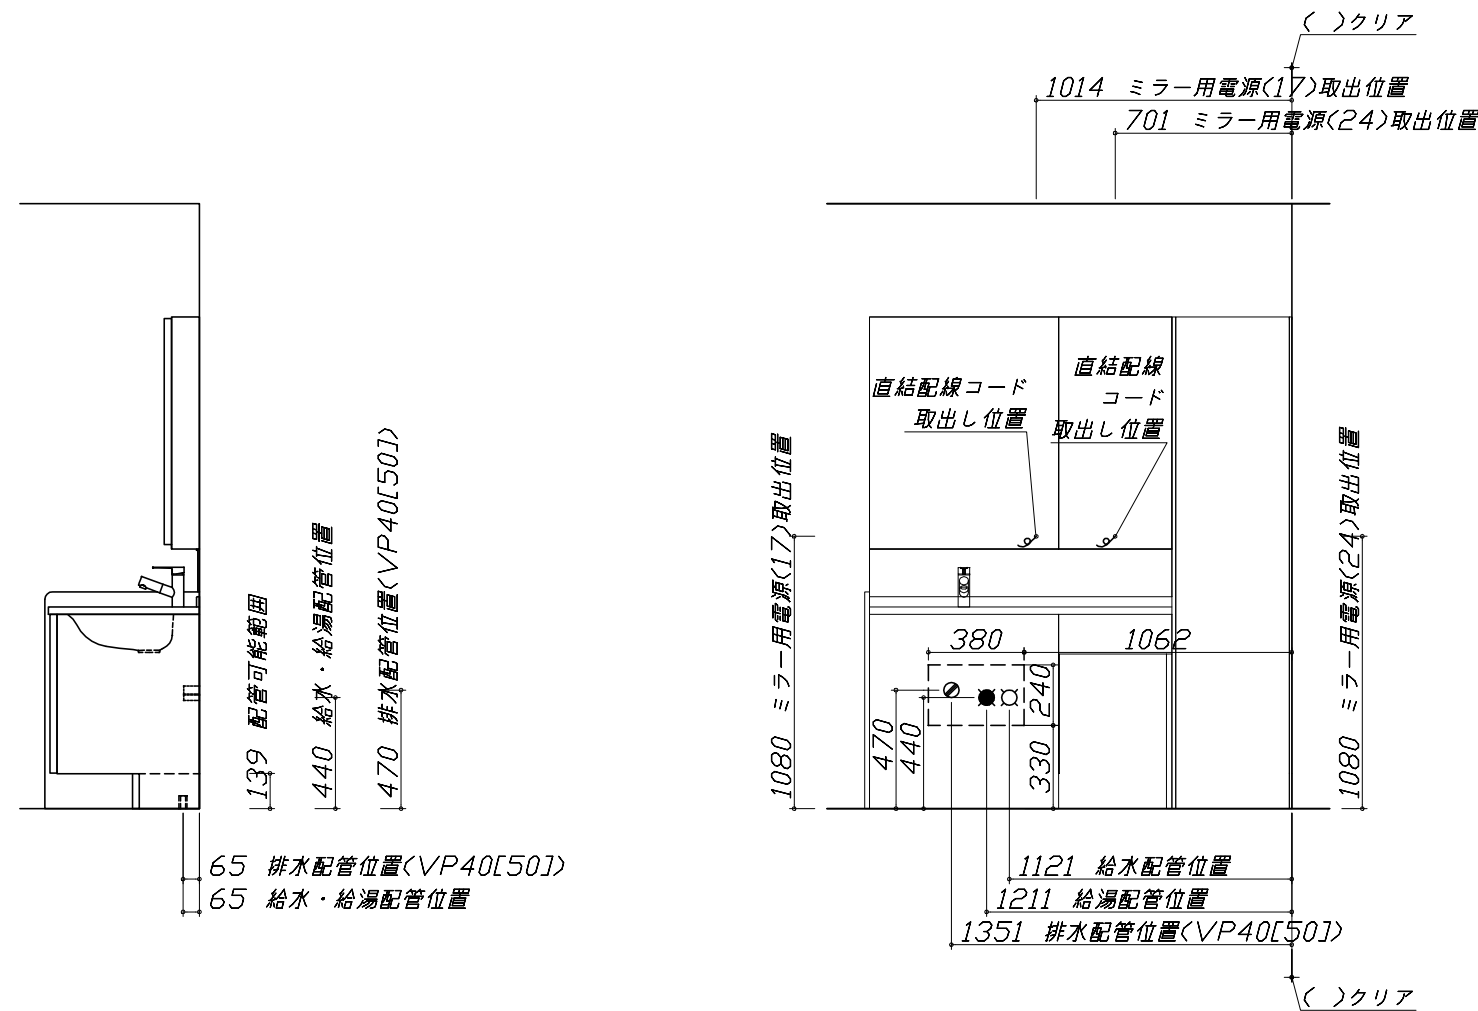 ( )クリア
1014 ミラー用電源(17)取出位置
701 ミラー用電源(24)取出位置
直結配線コード
取出し位置
直結配線
コード
取出し位置
1080 ミラー用電源(17)取出位置
1080 ミラー用電源(24)取出位置
139 配管可能範囲
440 給水・給湯配管位置
470 排水配管位置(VP40[50])
380
1062
240
330
470
440
65 排水配管位置(VP40[50])
65 給水・給湯配管位置
1121 給水配管位置
1211 給湯配管位置
1351 排水配管位置(VP40[50])
( )クリア